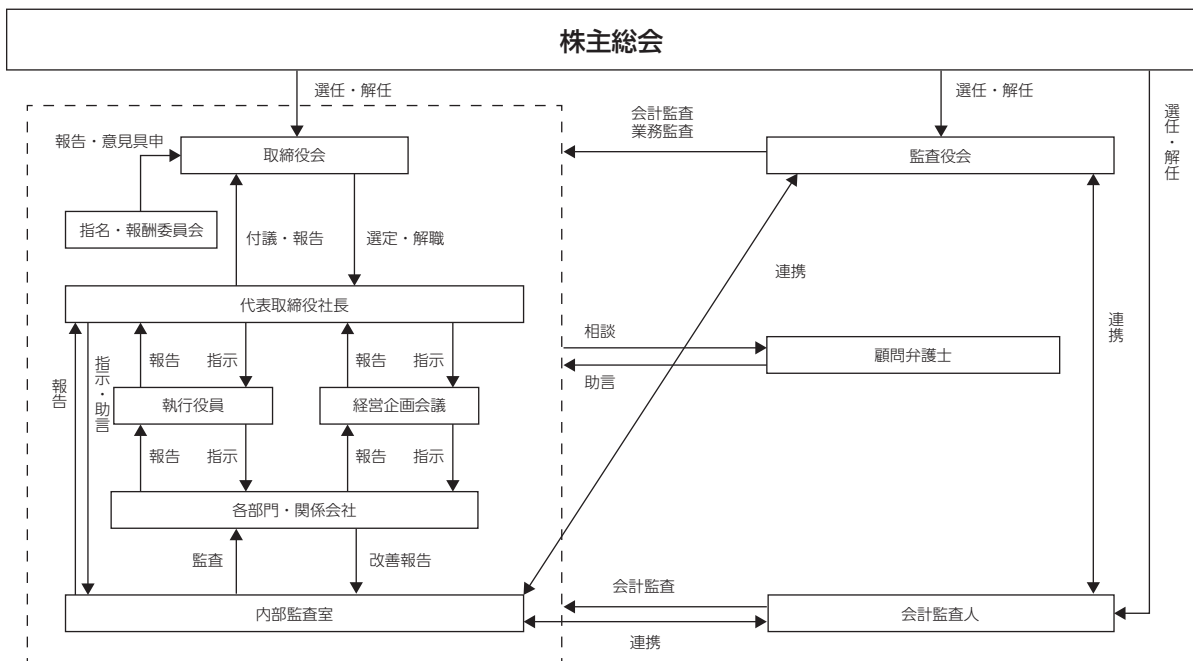 株主総会
選任・解任
選任・解任
選任・解任
会計監査
業務監査
報告・意見具申
取締役会
監査役会
指名・報酬委員会
付議・報告
選定・解職
連携
代表取締役社長
相談
顧問弁護士
助言
連携
報告
指示・助言
報告
指示
報告
指示
執行役員
経営企画会議
報告
指示
報告
指示
各部門・関係会社
監査
改善報告
会計監査
内部監査室
会計監査人
連携